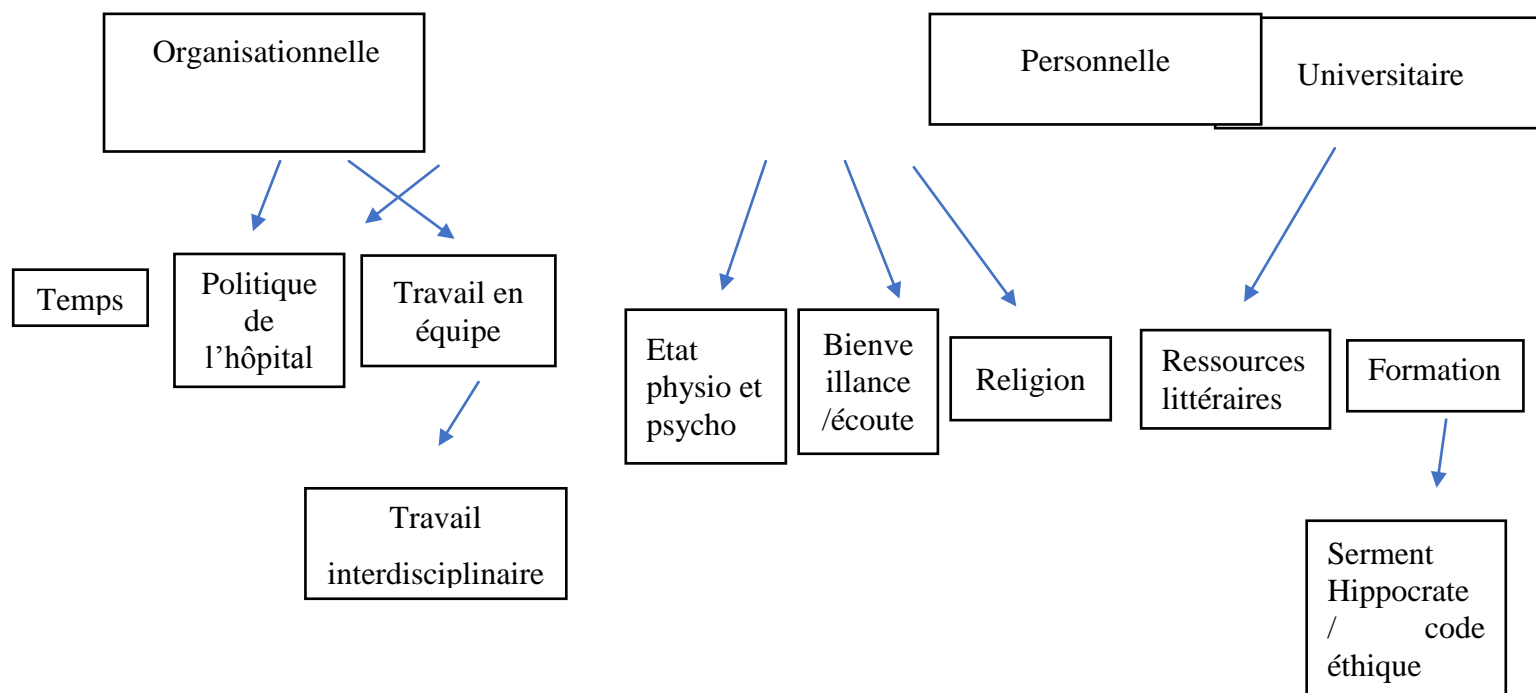 Organisationnelle
Personnelle
Universitaire
Temps
Politique
de
l’hôpital
Travail en
équipe
Etat
physio et
psycho
Bienve
illance
/écoute
Religion
Ressources
littéraires
Formation
Travail
interdisciplinaire
Serment
Hippocrate
/ code
éthique